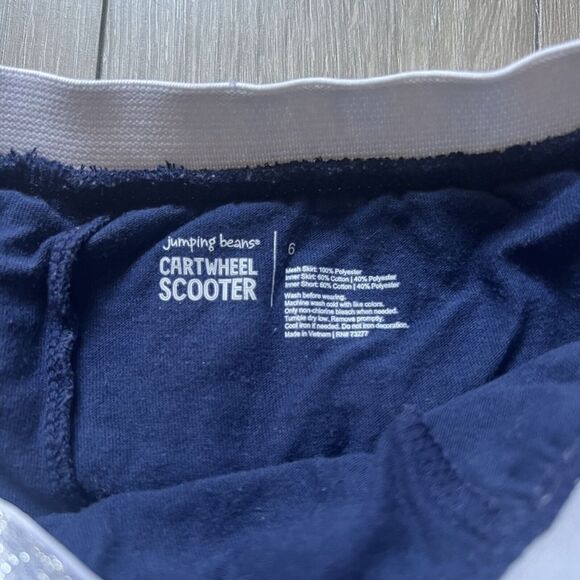 jumping beans®
CARTWHEEL
SCOOTER
6
Mesh Skirt: 100% Polyester
Inner Skirt: 60% Cotton | 40% Polyester
Inner Short: 60% Cotton | 40% Polyester
Wash before wearing.
Machine wash cold with like colors.
Only non-chlorine bleach when needed.
Tumble dry low. Remove promptly.
Cool iron if needed. Do not iron decoration.
Made in Vietnam | RN# 73277